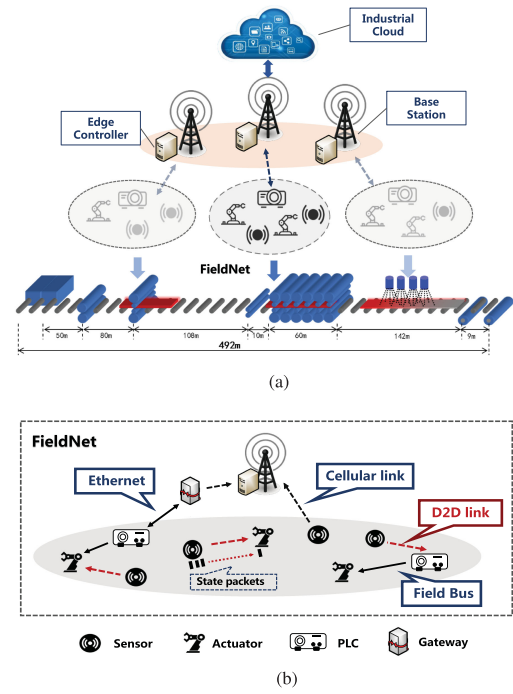 Industrial
Cloud
Edge
Controller
Base
Station
FieldNet
50m
80m
108m
10m
60m
142m
9m
492m
(a)
FieldNet
Ethernet
Cellular link
D2D link
State packets
Field Bus
Sensor
Actuator
PLC
Gateway
(b)